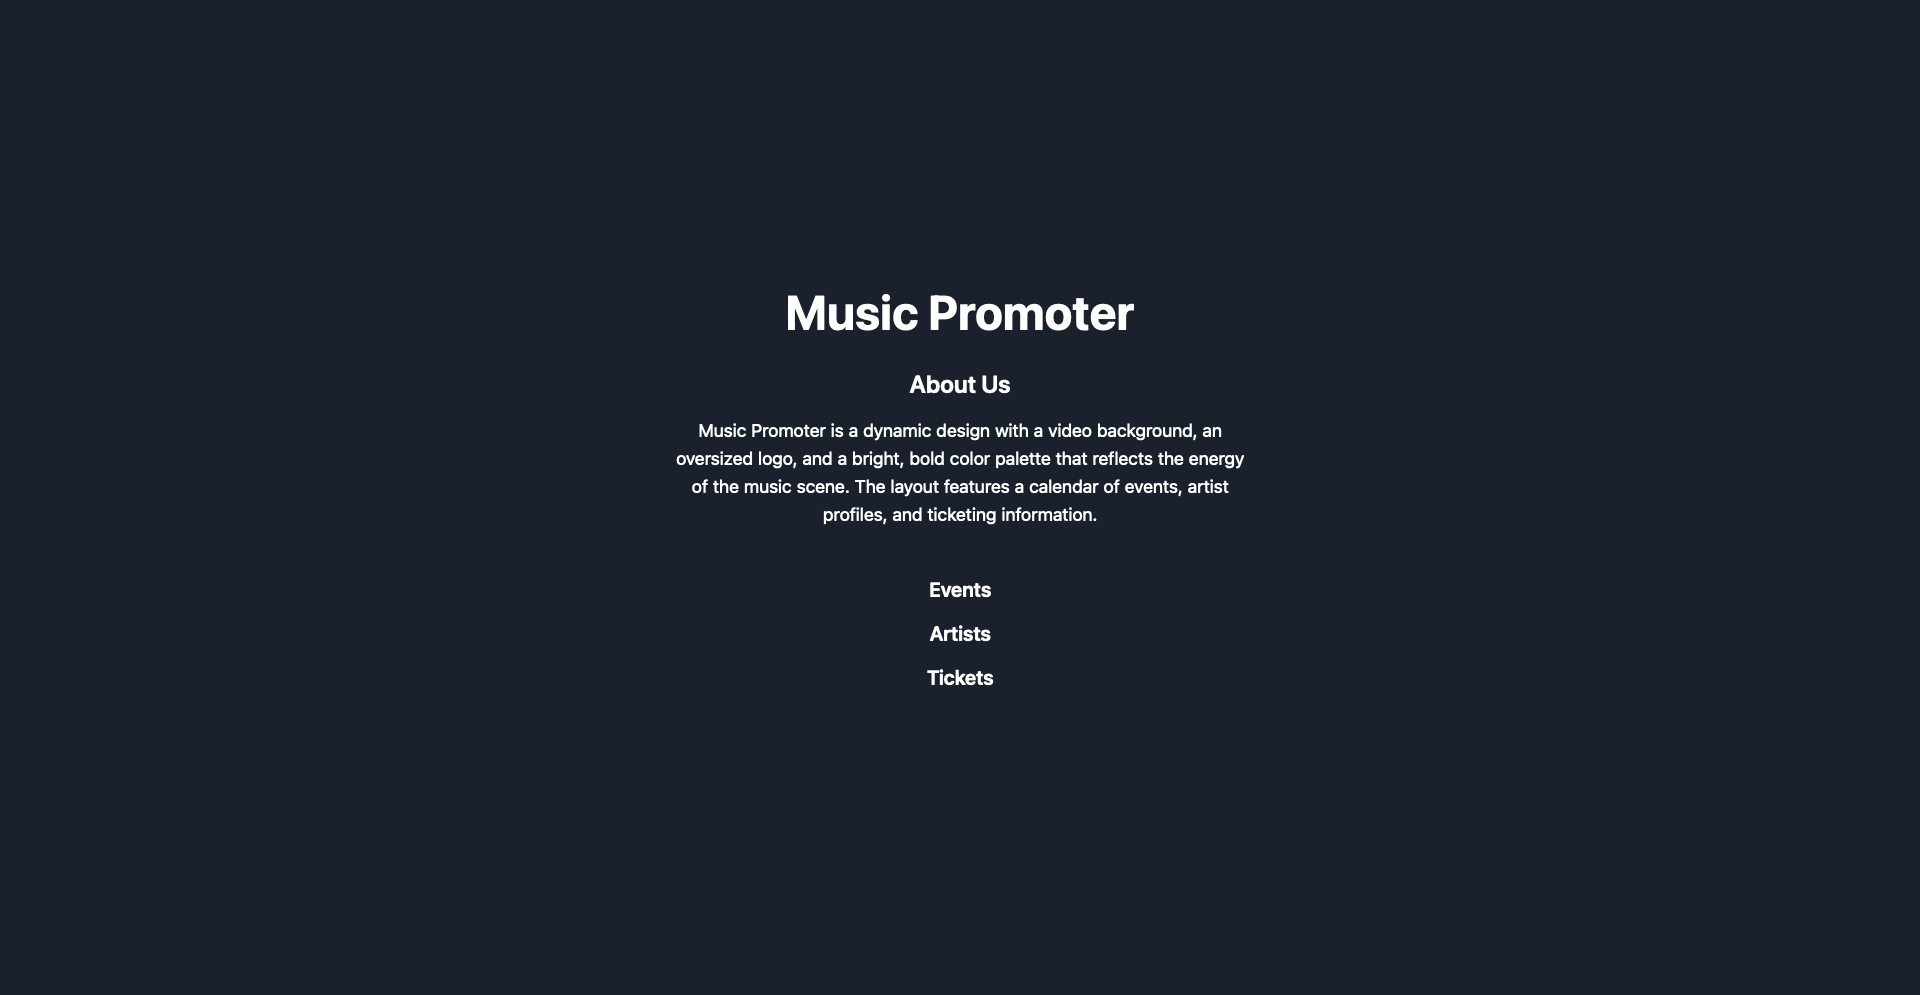 Music Promoter
About Us
Music Promoter is a dynamic design with a video background, an
oversized logo, and a bright, bold color palette that reflects the energy
of the music scene. The layout features a calendar of events, artist
profiles, and ticketing information.
Events
Artists
Tickets